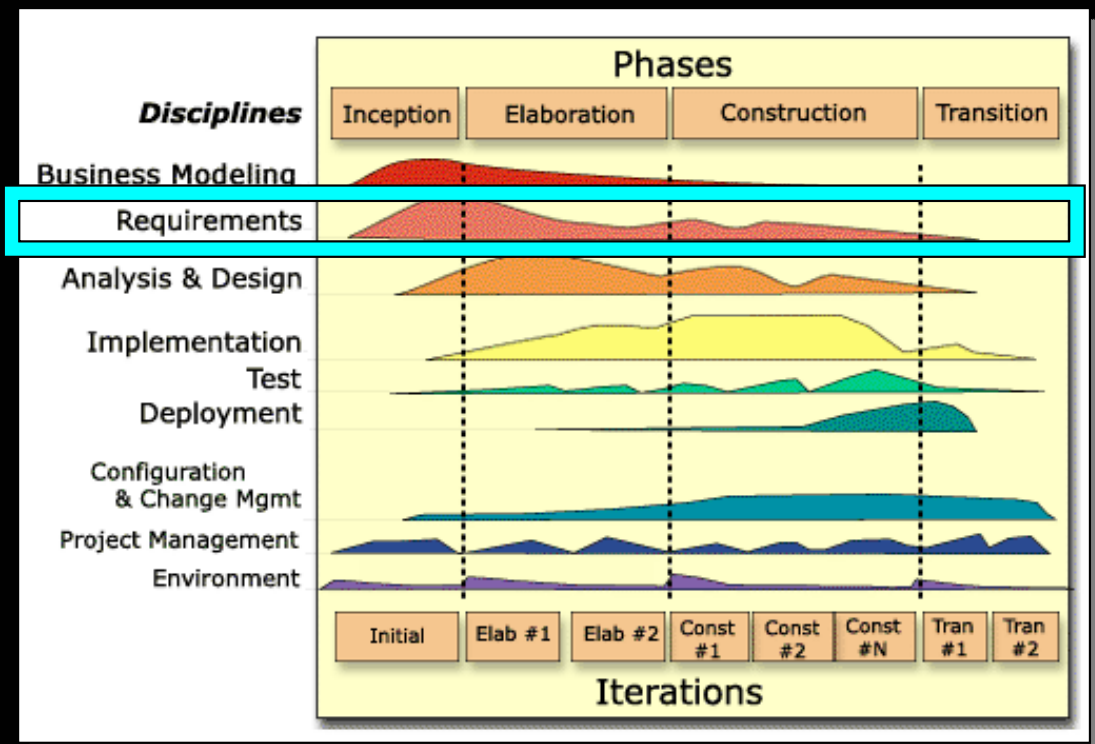 Phases
Disciplines
Inception
Elaboration
Construction
Transition
Business Modeling
Requirements
Analysis & Design
Implementation
Test
Deployment
Configuration
& Change Mgmt
Project Management
Environment
Initial
Elab #1
Elab #2
Const
#1
Const
#2
Const
#N
Tran
#1
Tran
#2
Iterations